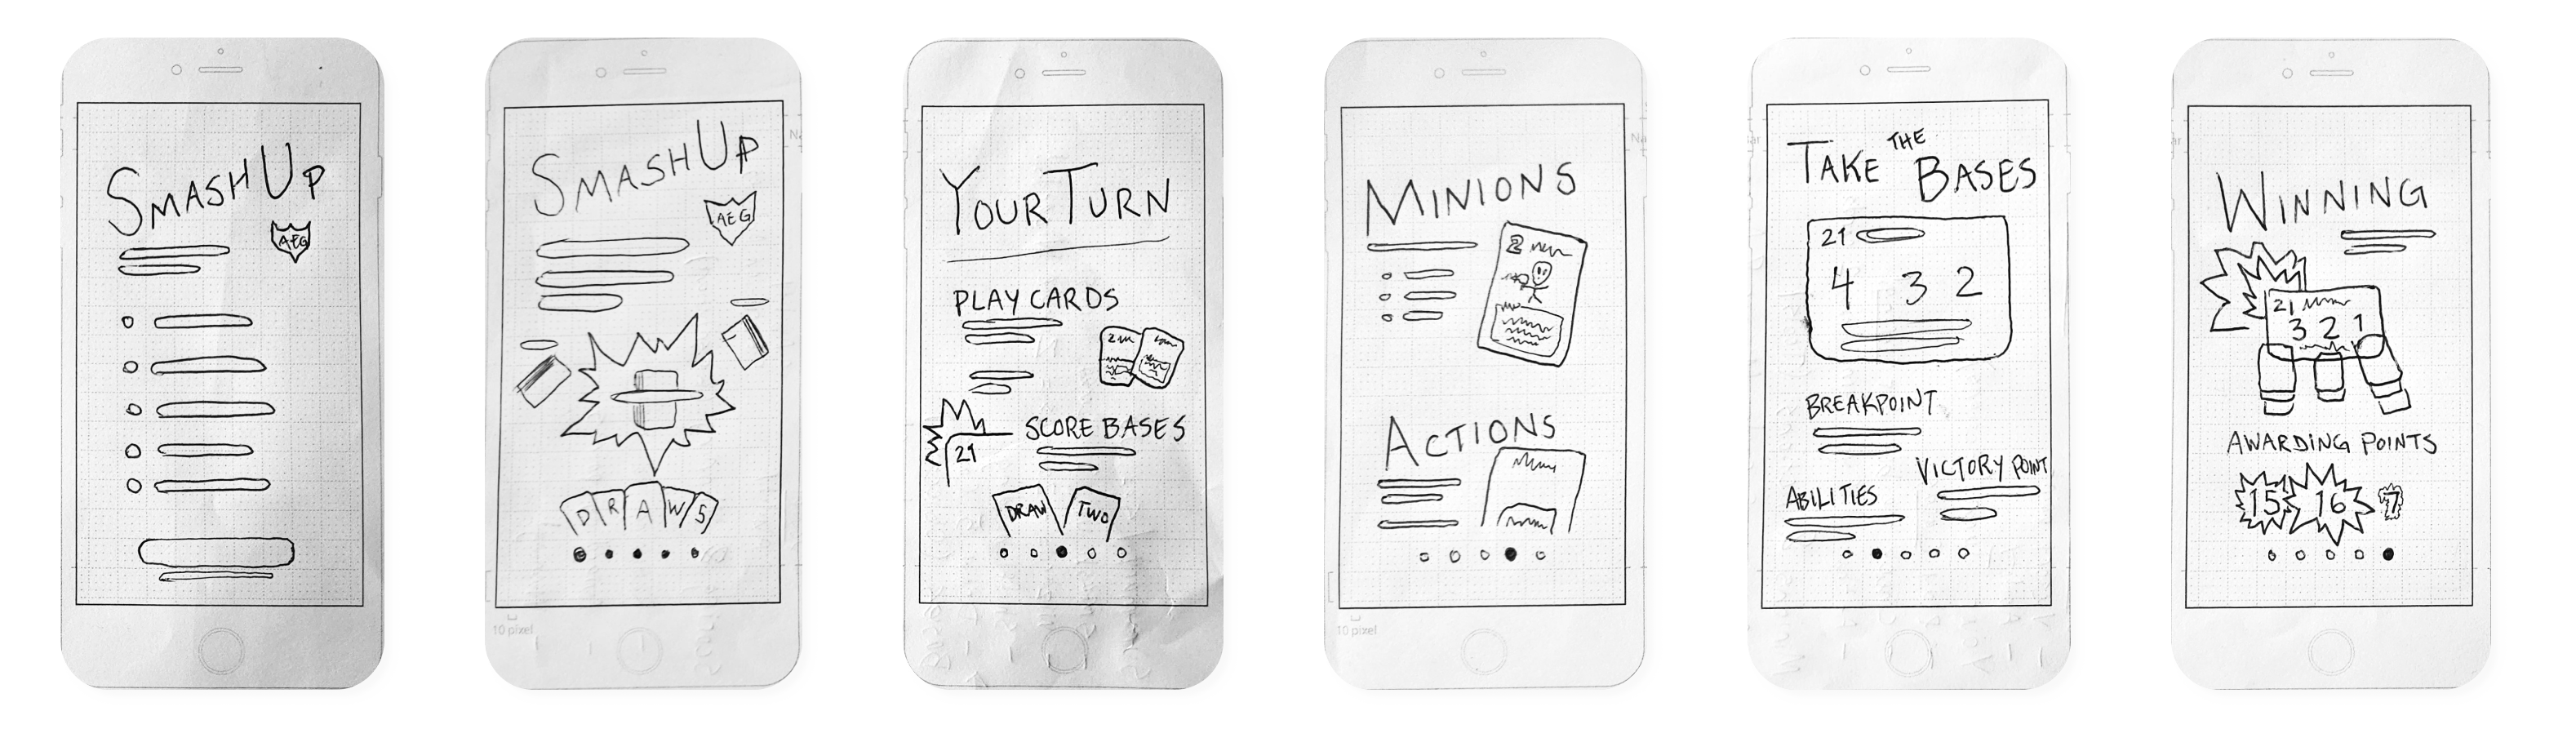 SMASH UP
AEG
SMASH UP
AEG
DRAW 5
10 pixel
YOUR TURN
PLAY CARDS
2
SCORE BASES
21
DRAW TWO
MINIONS
2
ACTIONS
10 pixel
TAKE THE BASES
21
4 3 2
BREAKPOINT
VICTORY POINT
ABILITIES
WINNING
21
3 2 1
AWARDING POINTS
15 16 7